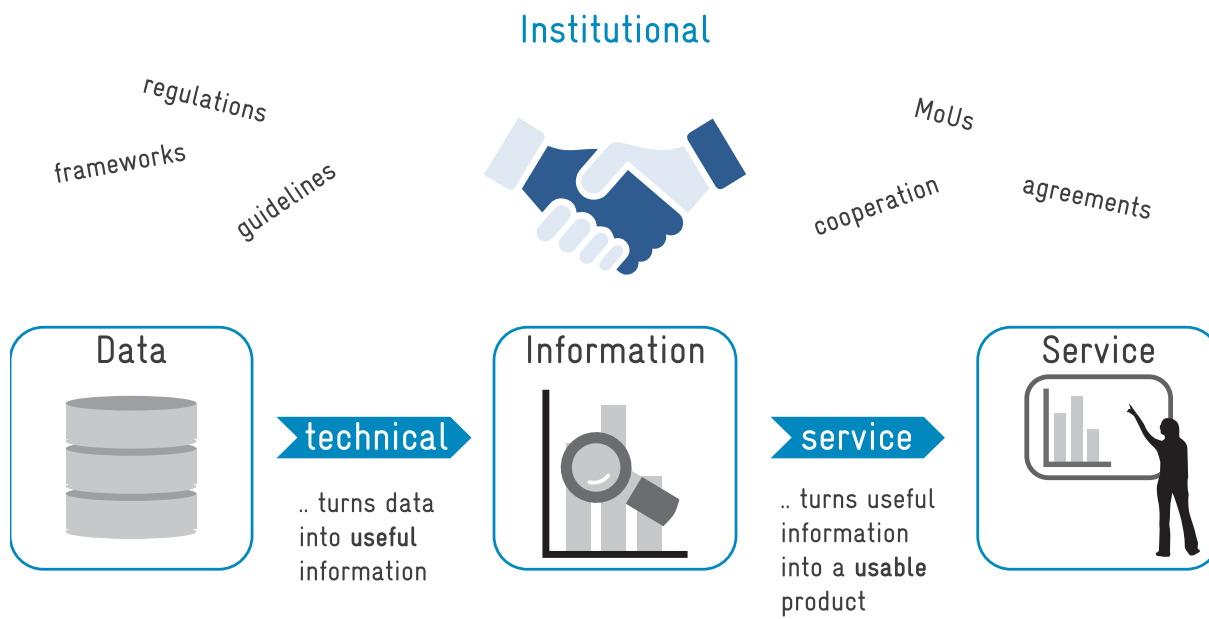 Institutional
regulations
frameworks
guidelines
MoUs
cooperation
agreements
Data
technical
.. turns data
into useful
information
Information
service
.. turns useful
information
into a usable
product
Service